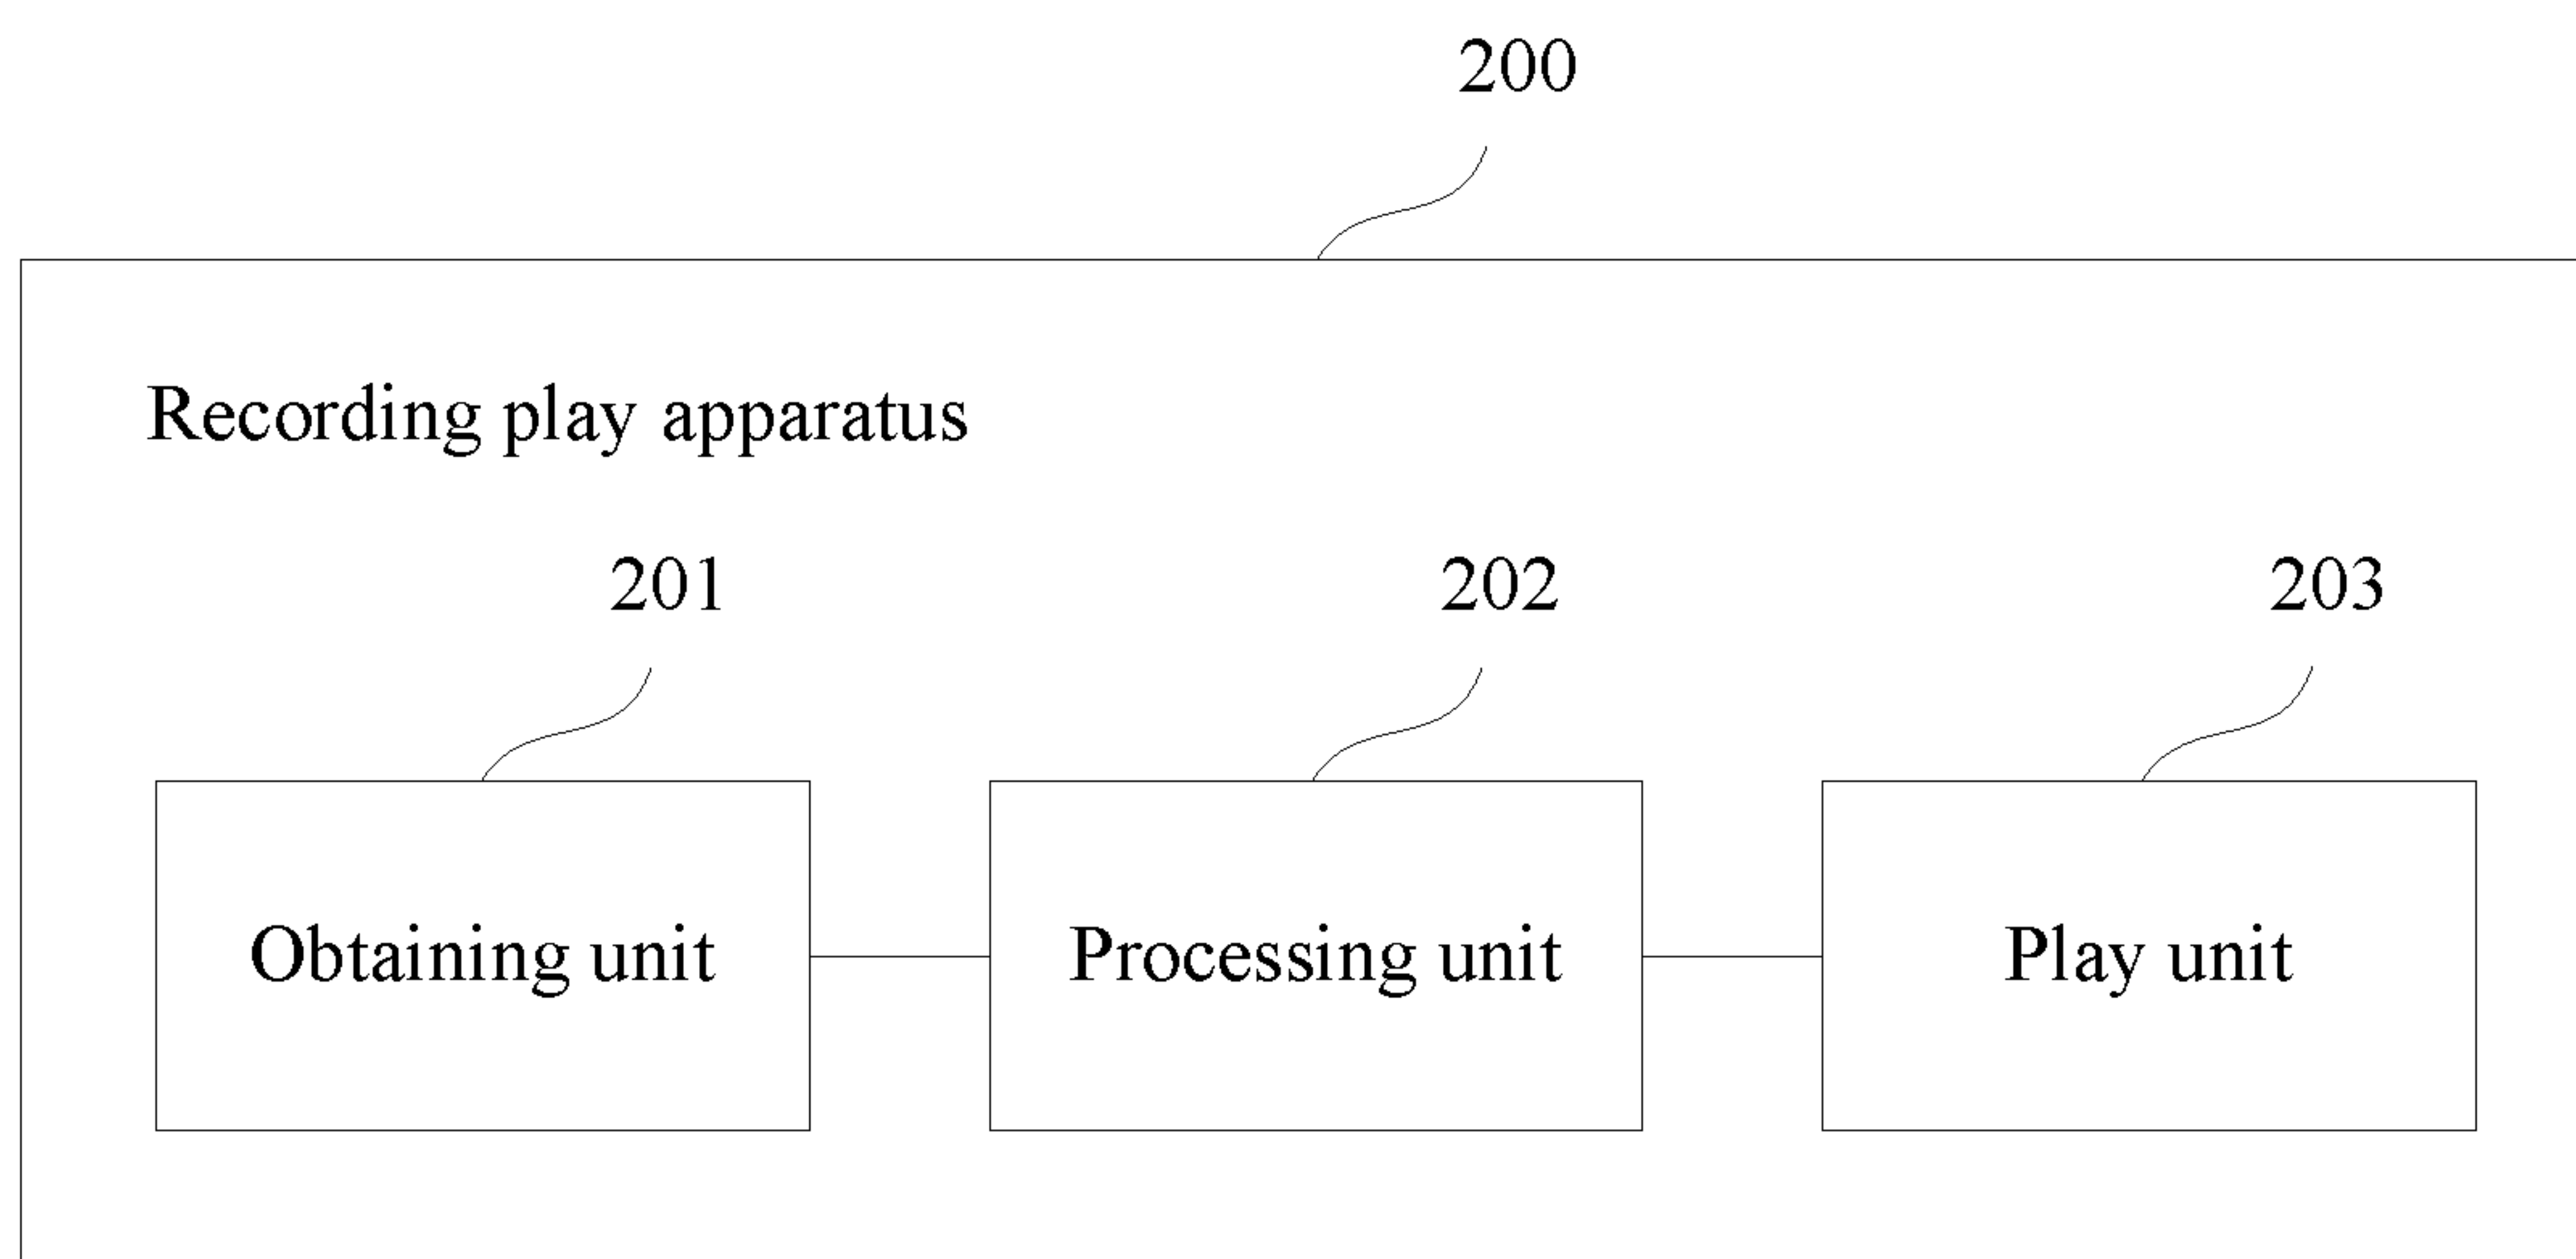 200
Recording play apparatus
201
202
203
Obtaining unit
Processing unit
Play unit